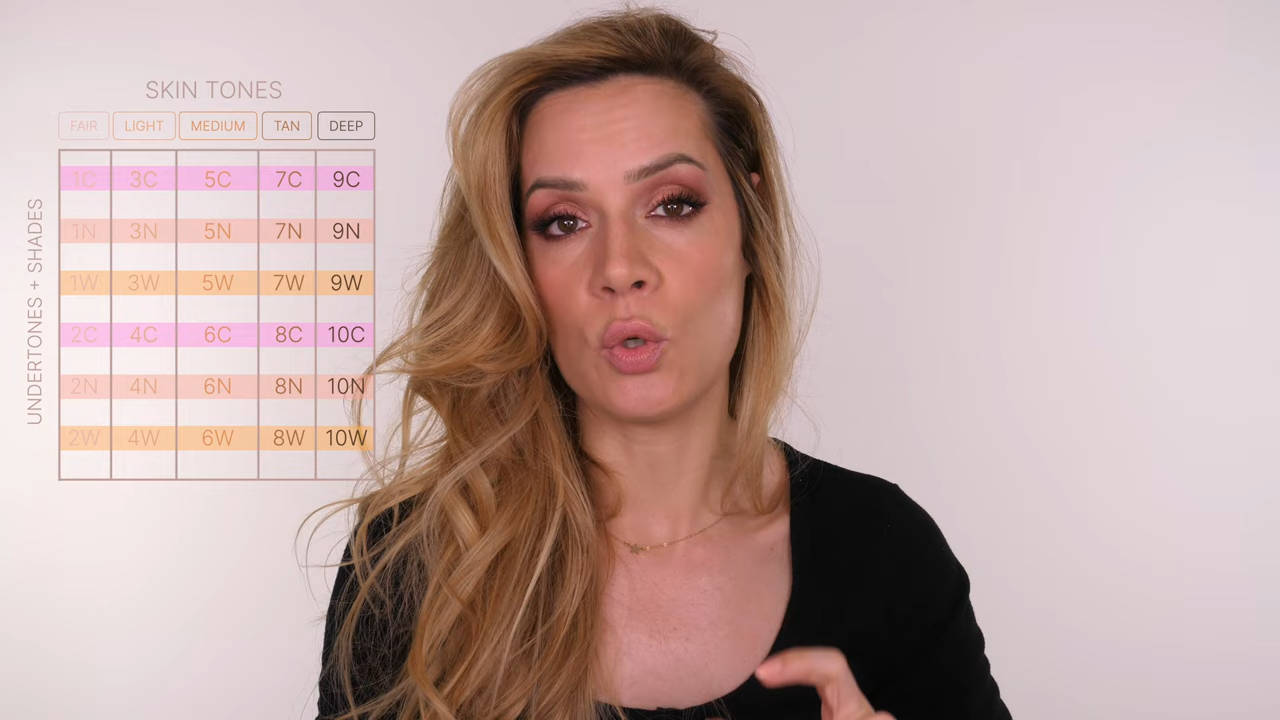 SKIN TONES
FAIR LIGHT MEDIUM TAN DEEP
UNDERTONES + SHADES
1C 3C 5C 7C 9C
1N 3N 5N 7N 9N
1W 3W 5W 7W 9W
2C 4C 6C 8C 10C
2N 4N 6N 8N 10N
2W 4W 6W 8W 10W